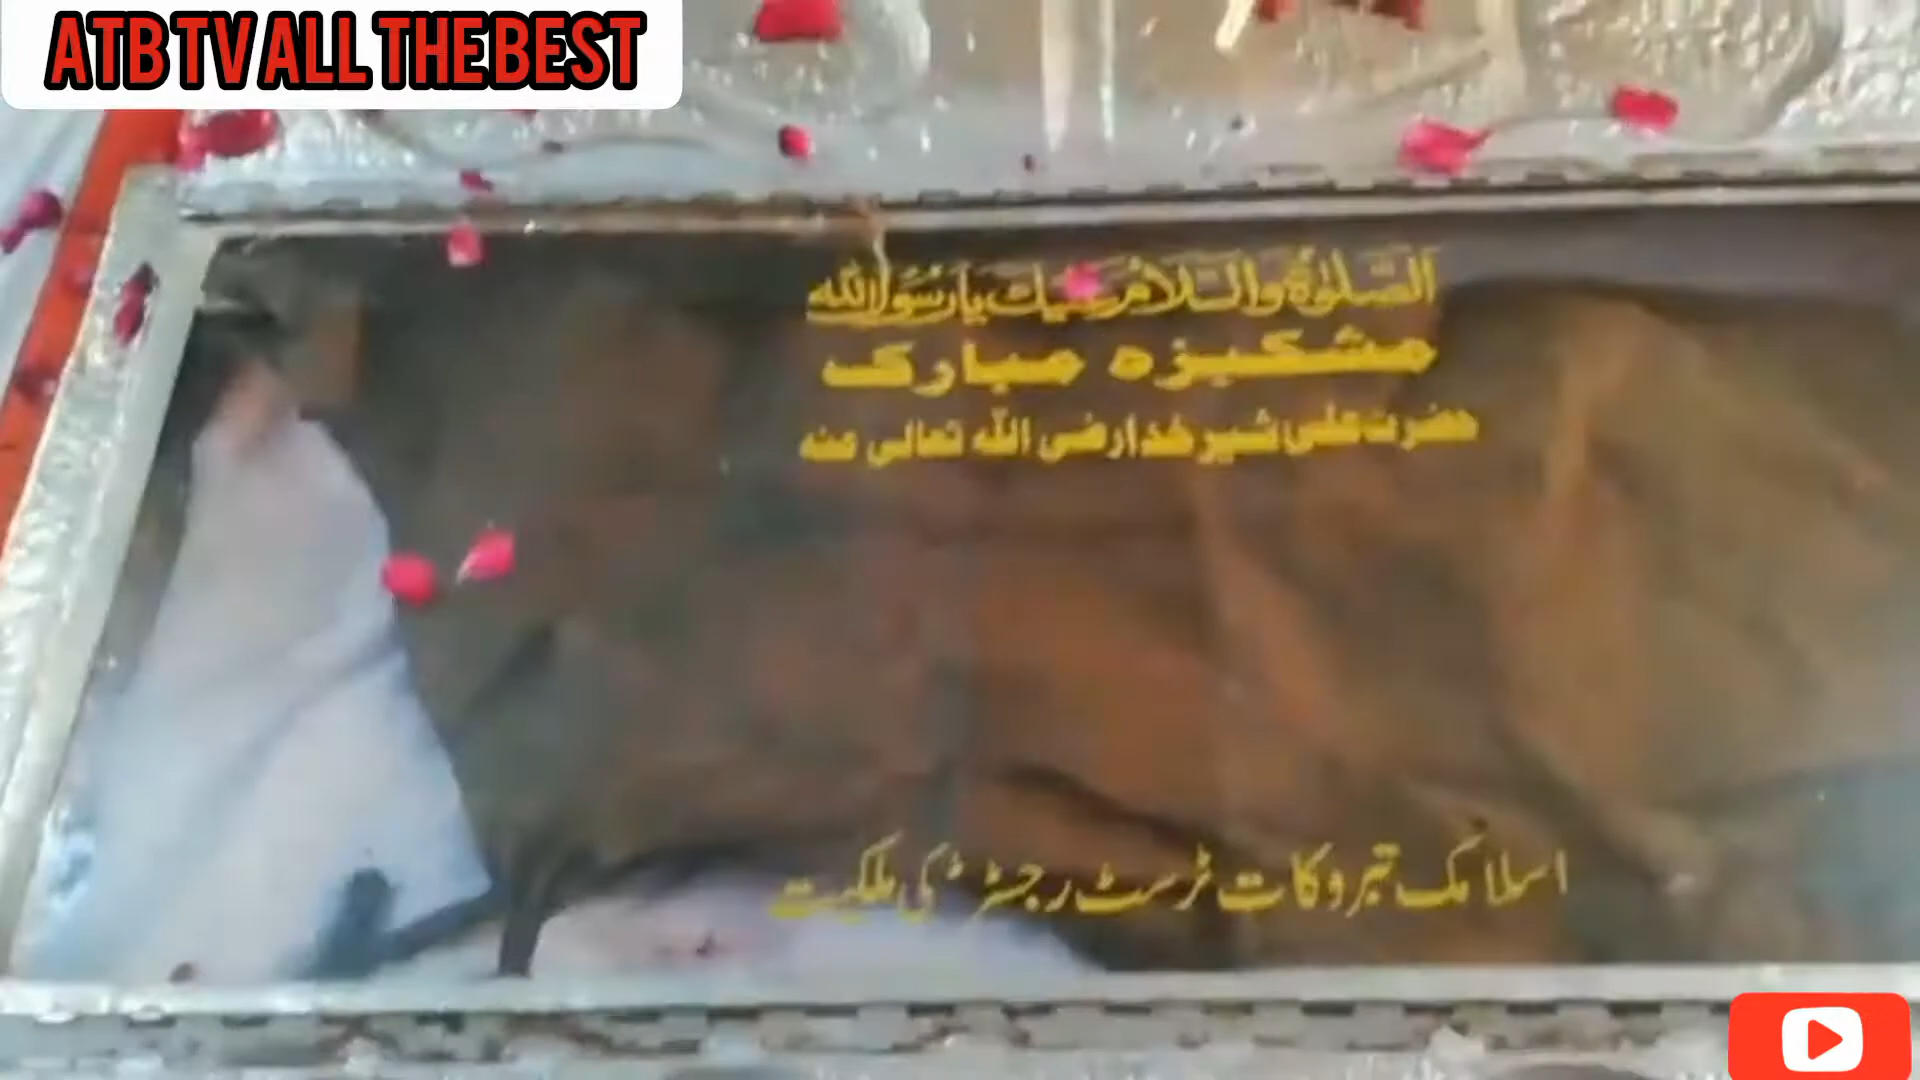 ATB TV ALL THE BEST
الصلوٰۃ والسلام علیک یارسول اللہ
مشکیزہ مبارک
حضرت علی شیر خدا رضی اللہ تعالی عنہ
اسلامک تبروکات ٹرسٹ رجسٹرڈ کی ملکیت